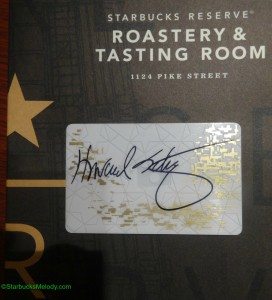 STARBUCKS RESERVE®
ROASTERY &
TASTING ROOM
1124 PIKE STREET
R
©StarbucksMelody.com